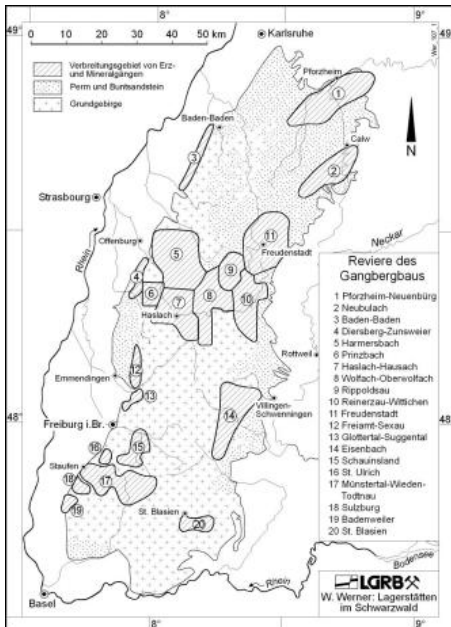 8°
9°
49°
49
0 10 20 30 40 50 km
Karlsruhe
Verbreitungsgebiet von Erz-
und Mineralgängen
Perm und Buntsandstein
Grundgebirge
Pforzheim
1
Baden-Baden
Calw
N
3
2
Strasbourg
Rhein
Neckar
Offenburg
11
5
Freudenstadt
4
9
6
7
8
10
Haslach
Rottweil
12
Emmendingen
13
Villingen-
Schwenningen
48°
48
Freiburg i.Br.
14
16
15
Staufen
18
17
19
St. Blasien
20
Basel
Rhein
Bodensee
8°
9°
Reviere des
Gangbergbaus
1 Pforzheim-Neuenbürg
2 Neubulach
3 Baden-Baden
4 Diersberg-Zunsweier
5 Harmersbach
6 Prinzbach
7 Haslach-Hausach
8 Wolfach-Oberwolfach
9 Rippoldsau
10 Reinerzau-Wittichen
11 Freudenstadt
12 Freiamt-Sexau
13 Glottertal-Suggental
14 Eisenbach
15 Schauinsland
16 St. Ulrich
17 Münstertal-Wieden-
Todtnau
18 Sulzburg
19 Badenweiler
20 St. Blasien
LGRB
W. Werner: Lagerstätten
im Schwarzwald